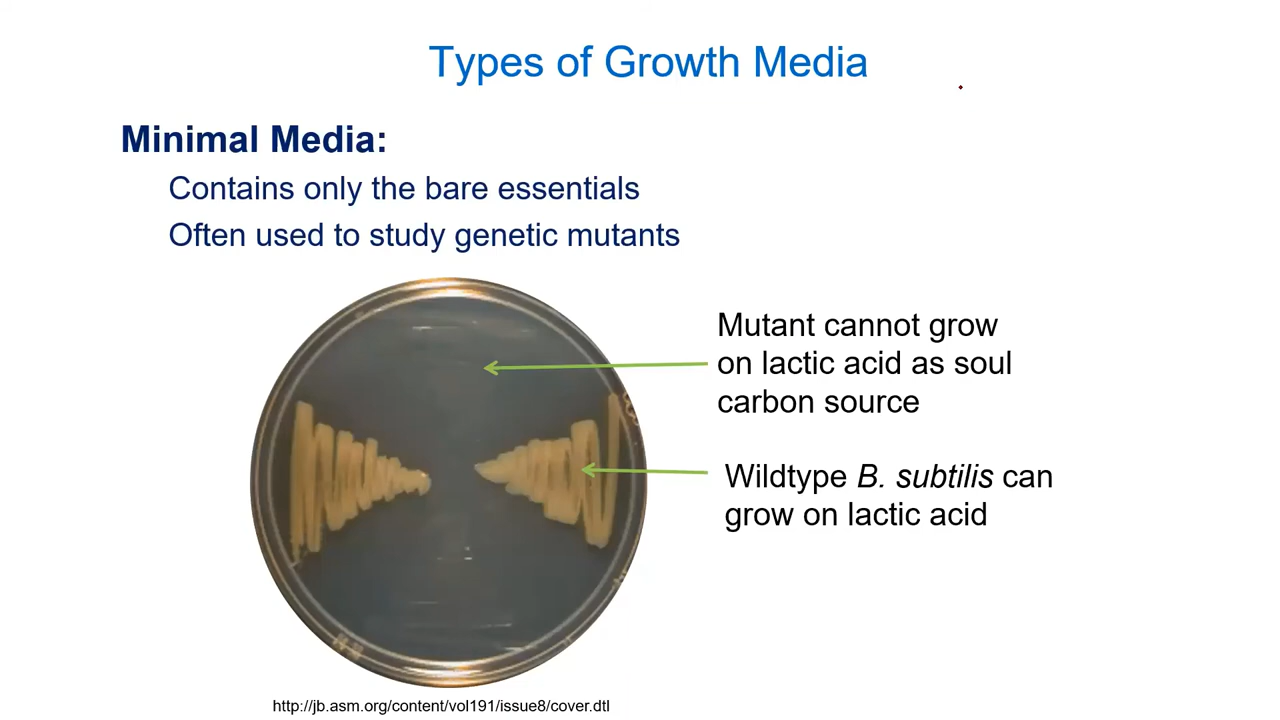 Types of Growth Media
Minimal Media:
Contains only the bare essentials
Often used to study genetic mutants
Mutant cannot grow
on lactic acid as soul
carbon source
Wildtype B. subtilis can
grow on lactic acid
http://jb.asm.org/content/vol191/issue8/cover.dtl